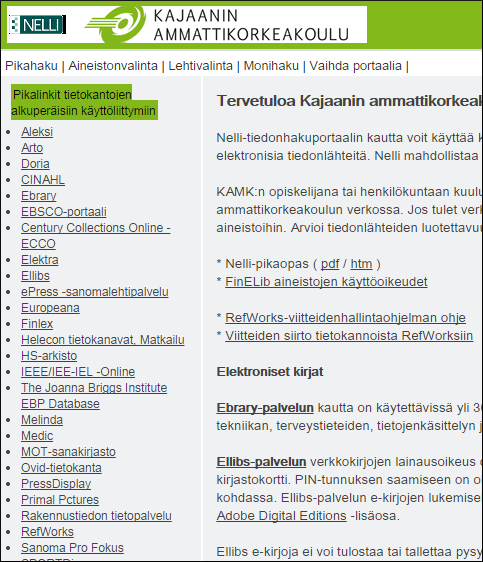 NELLI
KAJAANIN
AMMATTIKORKEAKOULU
Pikahaku | Aineistonvalinta | Lehtivalinta | Monihaku | Vaihda portaalia |
Pikalinkit tietokantojen
alkuperäisiin käyttöliittymiin
Aleksi
Arto
Doria
CINAHL
Ebrary
EBSCO-portaali
Century Collections Online -
ECCO
Elektra
Ellibs
ePress -sanomalehtipalvelu
Europeana
Finlex
Helecon tietokanavat, Matkailu
HS-arkisto
IEEE/IEE-IEL -Online
The Joanna Briggs Institute
EBP Database
Melinda
Medic
MOT-sanakirjasto
Ovid-tietokanta
PressDisplay
Primal Pctures
Rakennustiedon tietopalvelu
RefWorks
Sanoma Pro Fokus
Tervetuloa Kajaanin ammattikorkeak
Nelli-tiedonhakuportaalin kautta voit käyttää k
elektronisia tiedonlähteitä. Nelli mahdollistaa
KAMK:n opiskelijana tai henkilökuntaan kuulu
ammattikorkeakoulun verkossa. Jos tulet verk
aineistoihin. Arvioi tiedonlähteiden luotettavuu
* Nelli-pikaopas ( pdf / htm )
* FinELib aineistojen käyttöoikeudet
* RefWorks-viitteidenhallintaohjelman ohje
* Viitteiden siirto tietokannoista RefWorksiin
Elektroniset kirjat
Ebrary-palvelun kautta on käytettävissä yli 30
tekniikan, terveystieteiden, tietojenkäsittelyn j
Ellibs-palvelun verkkokirjojen lainausoikeus o
kirjastokortti. PIN-tunnuksen saamiseen on o
kohdassa. Ellibs-palvelun e-kirjojen lukemise
Adobe Digital Editions -lisäosa.
Ellibs e-kirjoja ei voi tulostaa tai tallettaa pysy